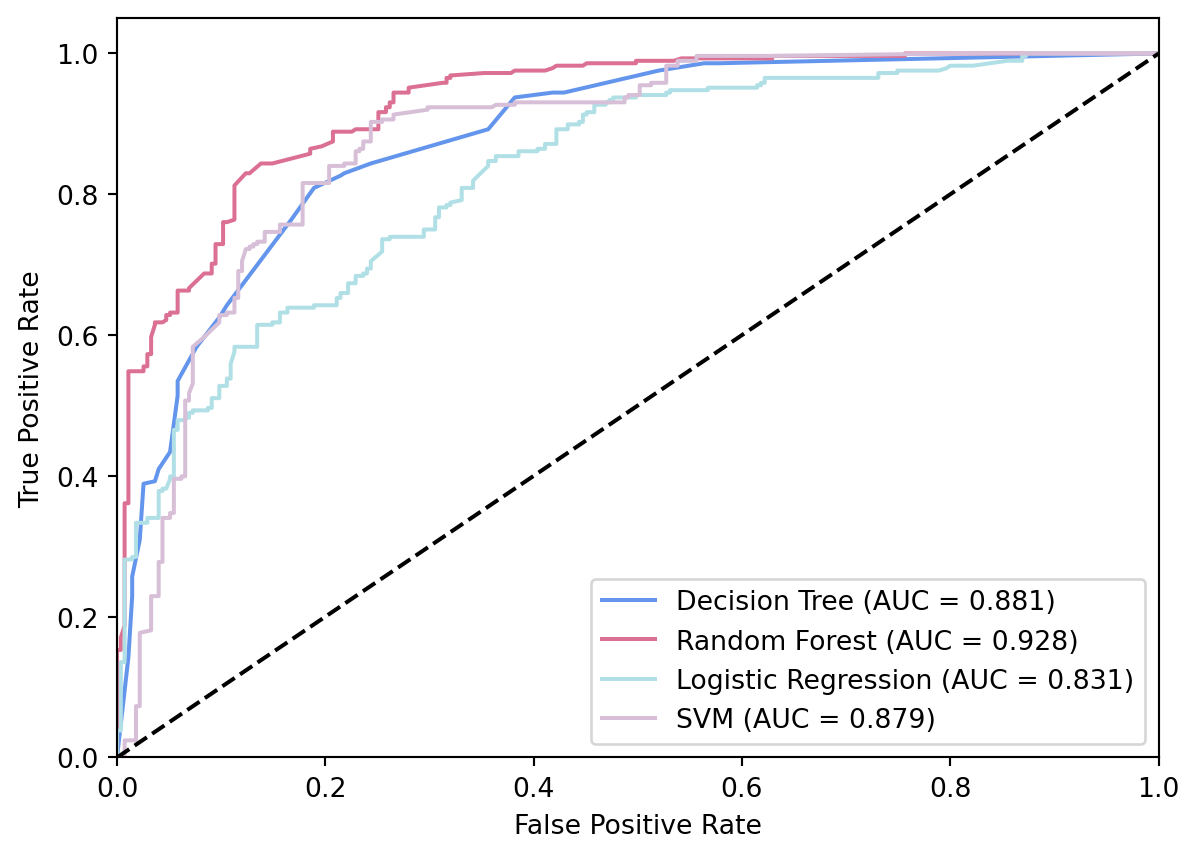 True Positive Rate
1.0
0.8
0.6
0.4
0.2
0.0
Decision Tree (AUC = 0.881)
Random Forest (AUC = 0.928)
Logistic Regression (AUC = 0.831)
SVM (AUC = 0.879)
0.0 0.2 0.4 0.6 0.8 1.0
False Positive Rate